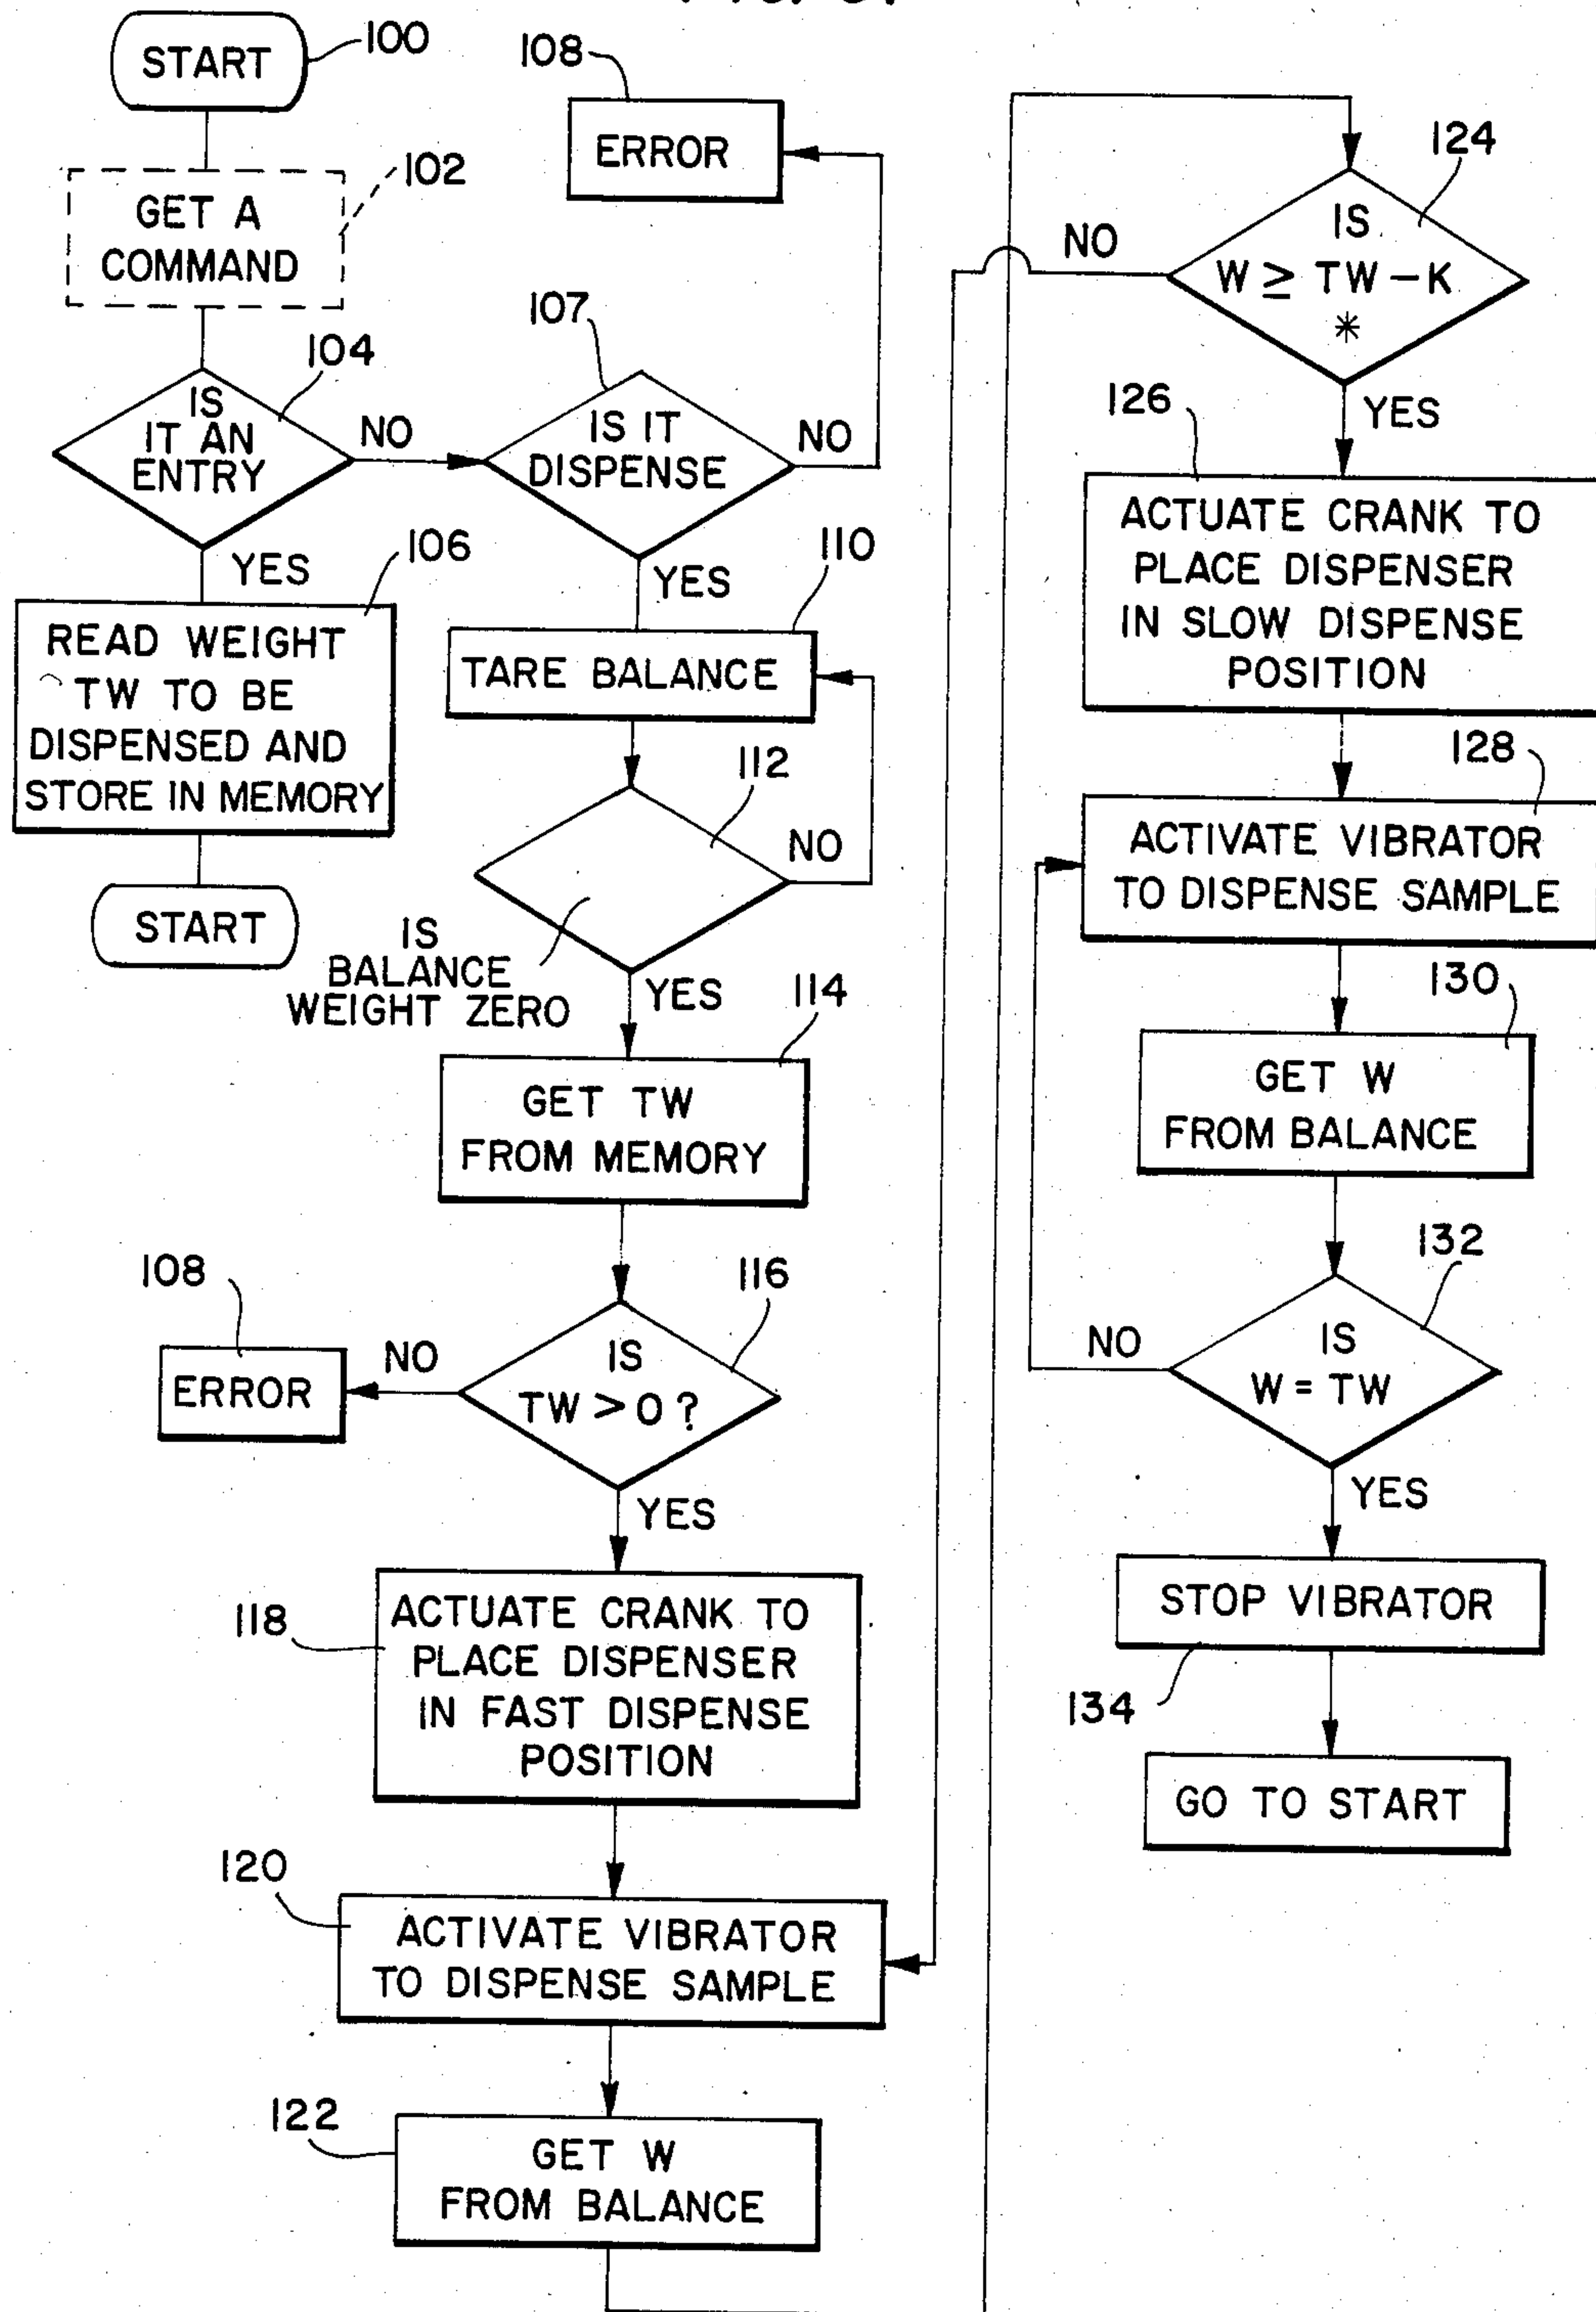 START
100
GET A
COMMAND
102
IS
IT AN
ENTRY
104
NO
YES
READ WEIGHT
TW TO BE
DISPENSED AND
STORE IN MEMORY
106
START
IS IT
DISPENSE
107
NO
ERROR
108
YES
TARE BALANCE
110
112
IS
BALANCE
WEIGHT ZERO
NO
YES
GET TW
FROM MEMORY
114
IS
TW > 0 ?
116
NO
ERROR
108
YES
ACTUATE CRANK TO
PLACE DISPENSER
IN FAST DISPENSE
POSITION
118
ACTIVATE VIBRATOR
TO DISPENSE SAMPLE
120
GET W
FROM BALANCE
122
IS
W ≥ TW – K
*
124
NO
YES
ACTUATE CRANK TO
PLACE DISPENSER
IN SLOW DISPENSE
POSITION
126
ACTIVATE VIBRATOR
TO DISPENSE SAMPLE
128
GET W
FROM BALANCE
130
IS
W = TW
132
NO
YES
STOP VIBRATOR
134
GO TO START